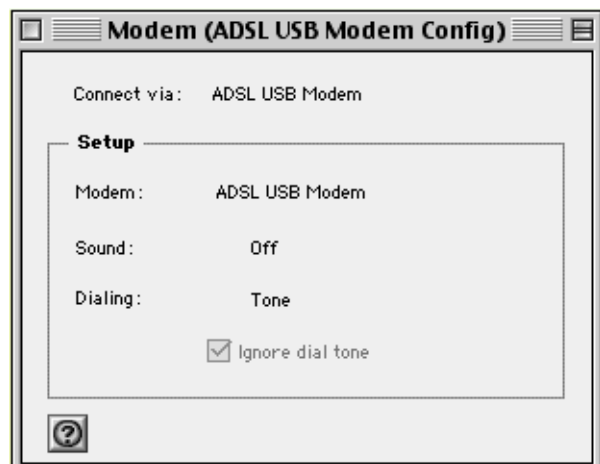 Modem (ADSL USB Modem Config)
Connect via: ADSL USB Modem
Setup
Modem: ADSL USB Modem
Sound: Off
Dialing: Tone
Ignore dial tone
?